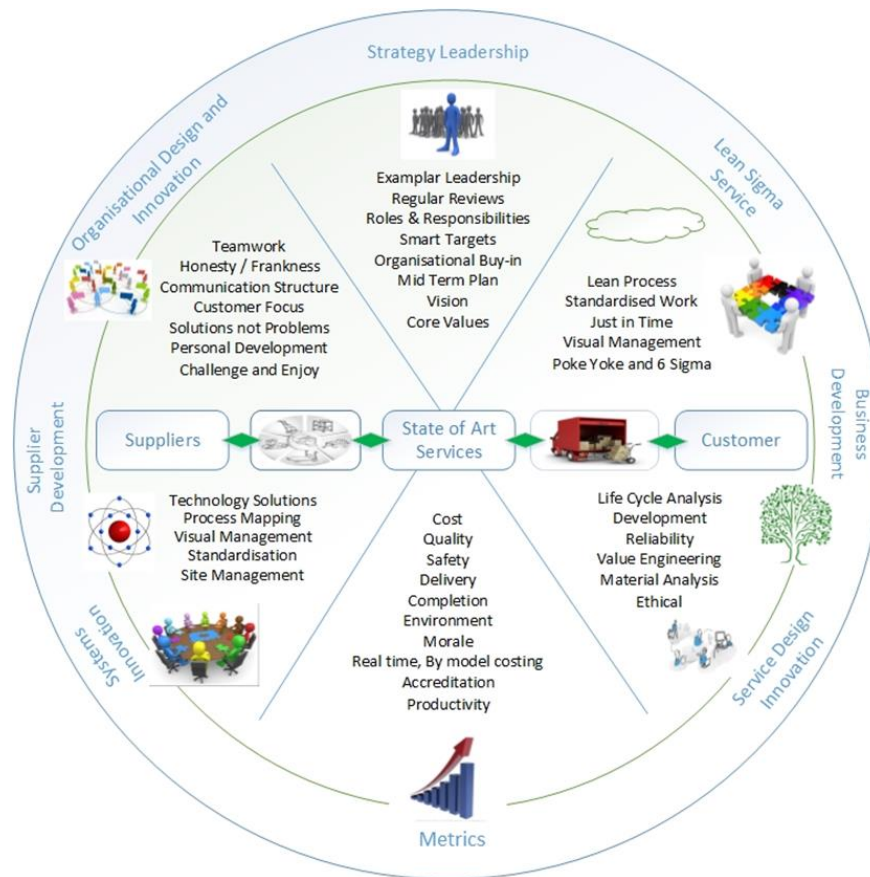 Strategy Leadership
Organisational Design and
Innovation
Lean Sigma
Service
Examplar Leadership
Regular Reviews
Roles & Responsibilities
Smart Targets
Organisational Buy-in
Mid Term Plan
Vision
Core Values
Teamwork
Honesty / Frankness
Communication Structure
Customer Focus
Solutions not Problems
Personal Development
Challenge and Enjoy
Lean Process
Standardised Work
Just in Time
Visual Management
Poke Yoke and 6 Sigma
Supplier
Development
Suppliers
State of Art
Services
Customer
Business
Development
Technology Solutions
Process Mapping
Visual Management
Standardisation
Site Management
Cost
Quality
Safety
Delivery
Completion
Environment
Morale
Real time, By model costing
Accreditation
Productivity
Life Cycle Analysis
Development
Reliability
Value Engineering
Material Analysis
Ethical
Systems
Innovation
Service Design
Innovation
Metrics